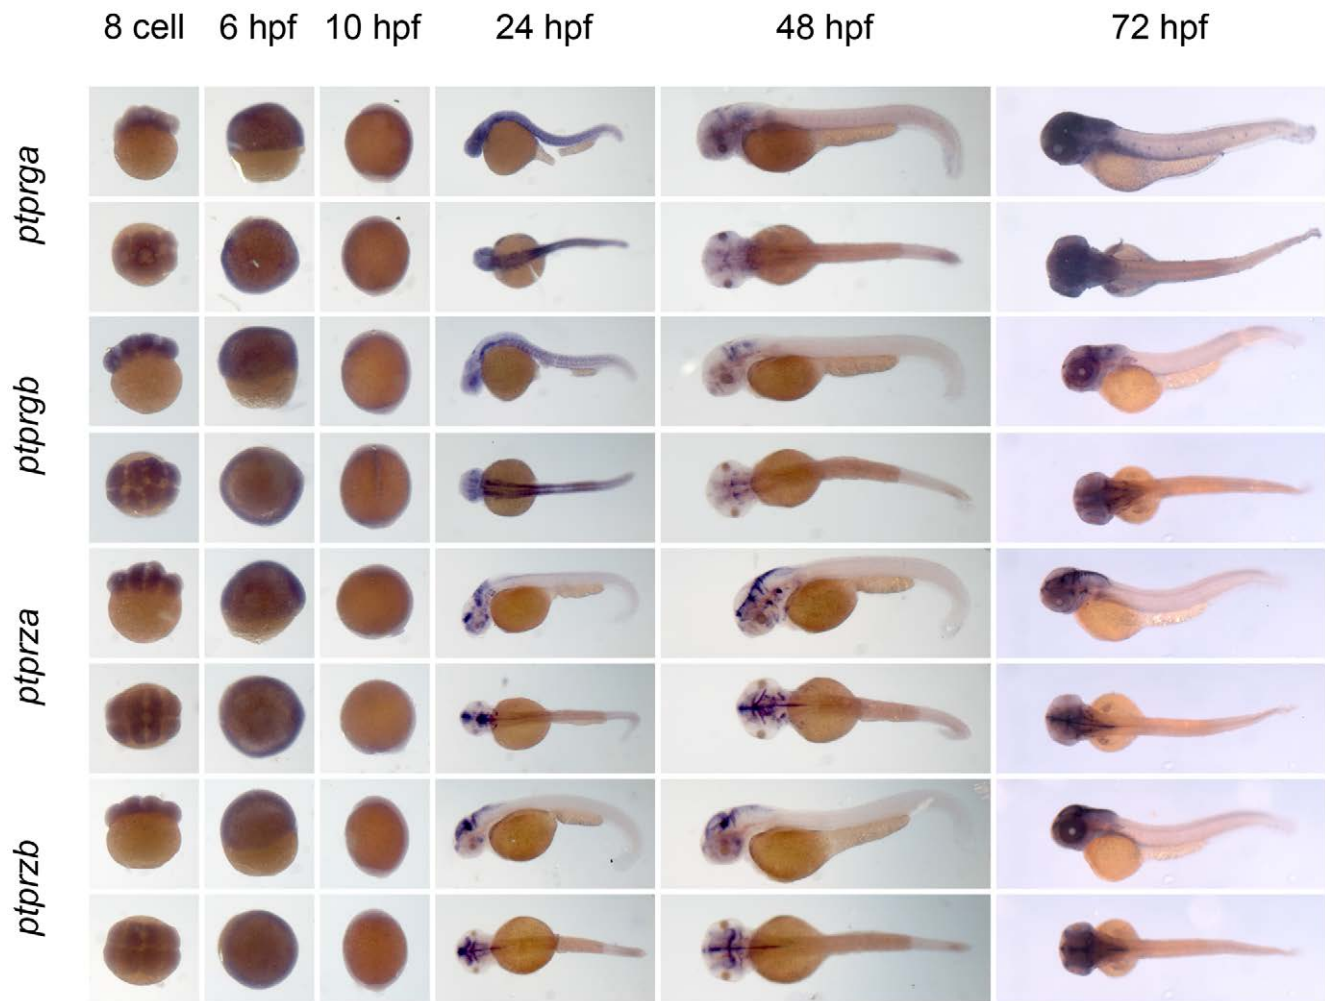 8 cell 6 hpf 10 hpf 24 hpf 48 hpf 72 hpf
ptprga
ptprgb
ptprza
ptprzb